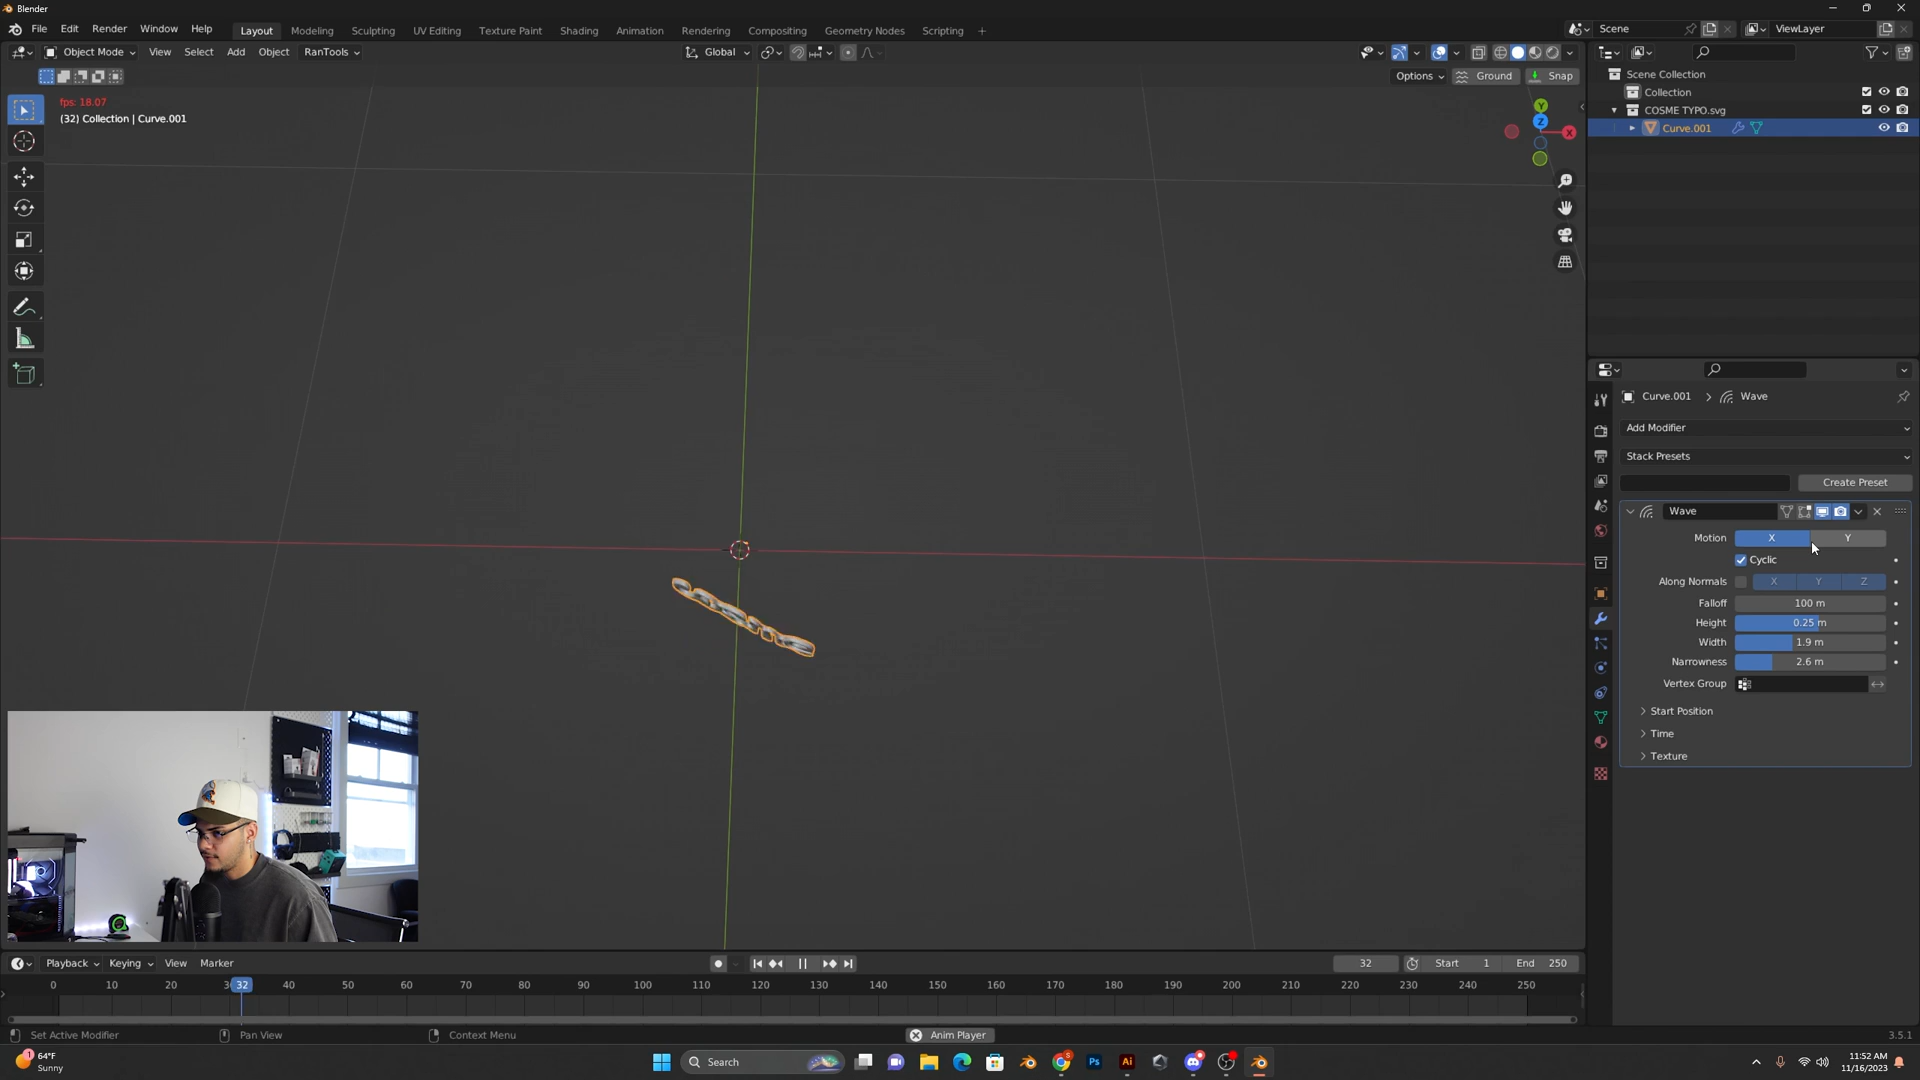 Blender
File Edit Render Window Help
Layout Modeling Sculpting UV Editing Texture Paint Shading Animation Rendering Compositing Geometry Nodes Scripting +
Scene
ViewLayer
Object Mode View Select Add Object RanTools
Global
Options Ground Snap
fps: 18.07
(32) Collection | Curve.001
Y
Z
X
Scene Collection
Collection
COSME TYPO.svg
Curve.001
Curve.001 > Wave
Add Modifier
Stack Presets
Create Preset
Wave
Motion X Y
Cyclic
Along Normals X Y Z
Falloff 100 m
Height 0.25 m
Width 1.9 m
Narrowness 2.6 m
Vertex Group
Start Position
Time
Texture
Playback Keying View Marker
32 Start 1 End 250
0 10 20 3 32 40 50 60 70 80 90 100 110 120 130 140 150 160 170 180 190 200 210 220 230 240 250
Set Active Modifier Pan View Context Menu Anim Player 3.5.1
1
64°F
Sunny
Search
Ps Ai
11:52 AM
11/16/2023